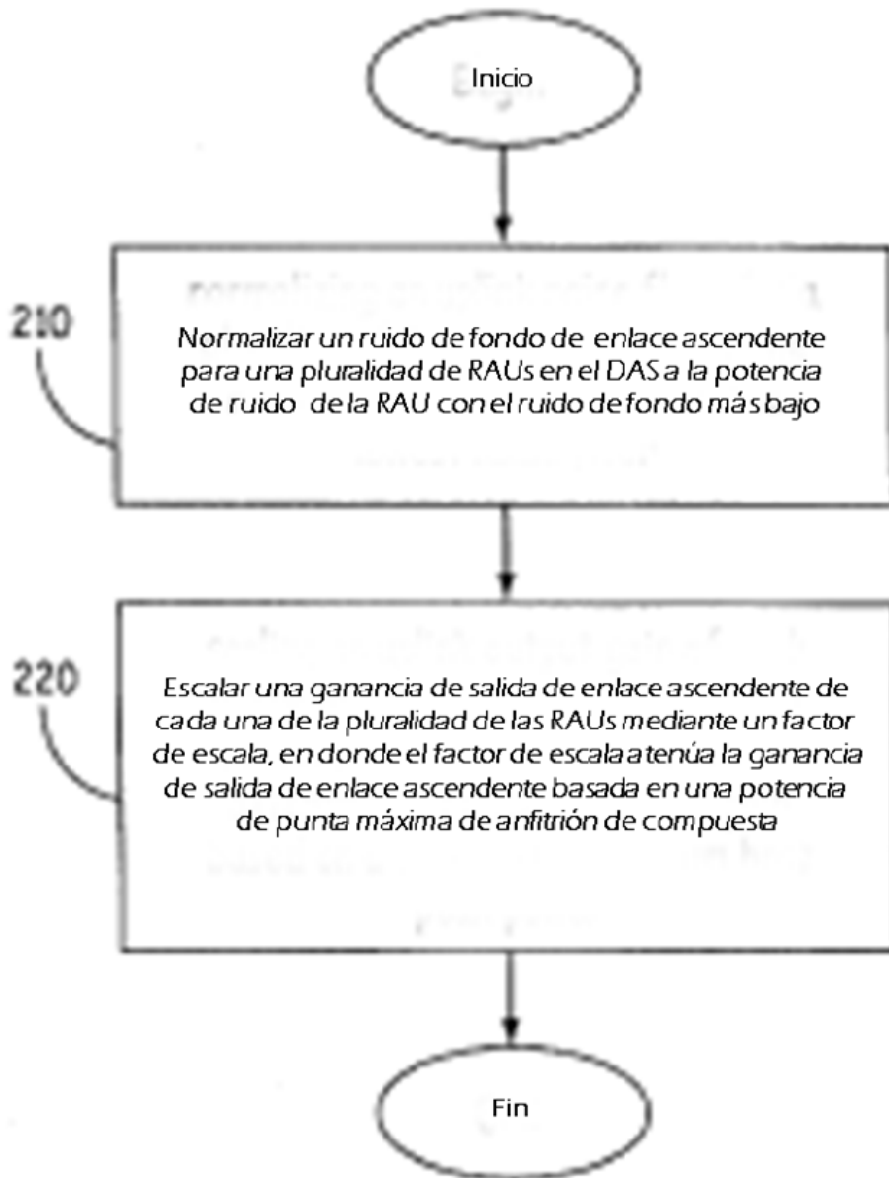 Inicio
210
Normalizar un ruido de fondo de enlace ascendente
para una pluralidad de RAUs en el DAS a la potencia
de ruido de la RAU con el ruido de fondo más bajo
220
Escalar una ganancia de salida de enlace ascendente de
cada una de la pluralidad de las RAUs mediante un factor
de escala, en donde el factor de escala atenúa la ganancia
de salida de enlace ascendente basada en una potencia
de punta máxima de anfitrión de compuesta
Fin